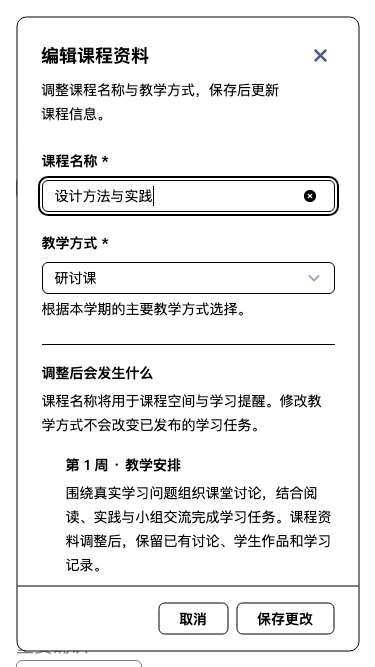 编辑课程资料
调整课程名称与教学方式，保存后更新
课程信息。
课程名称 *
设计方法与实践
教学方式 *
研讨课
根据本学期的主要教学方式选择。
调整后会发生什么
课程名称将用于课程空间与学习提醒。修改教
学方式不会改变已发布的学习任务。
第 1 周 · 教学安排
围绕真实学习问题组织课堂讨论，结合阅
读、实践与小组交流完成学习任务。课程资
料调整后，保留已有讨论、学生作品和学习
记录。
取消
保存更改